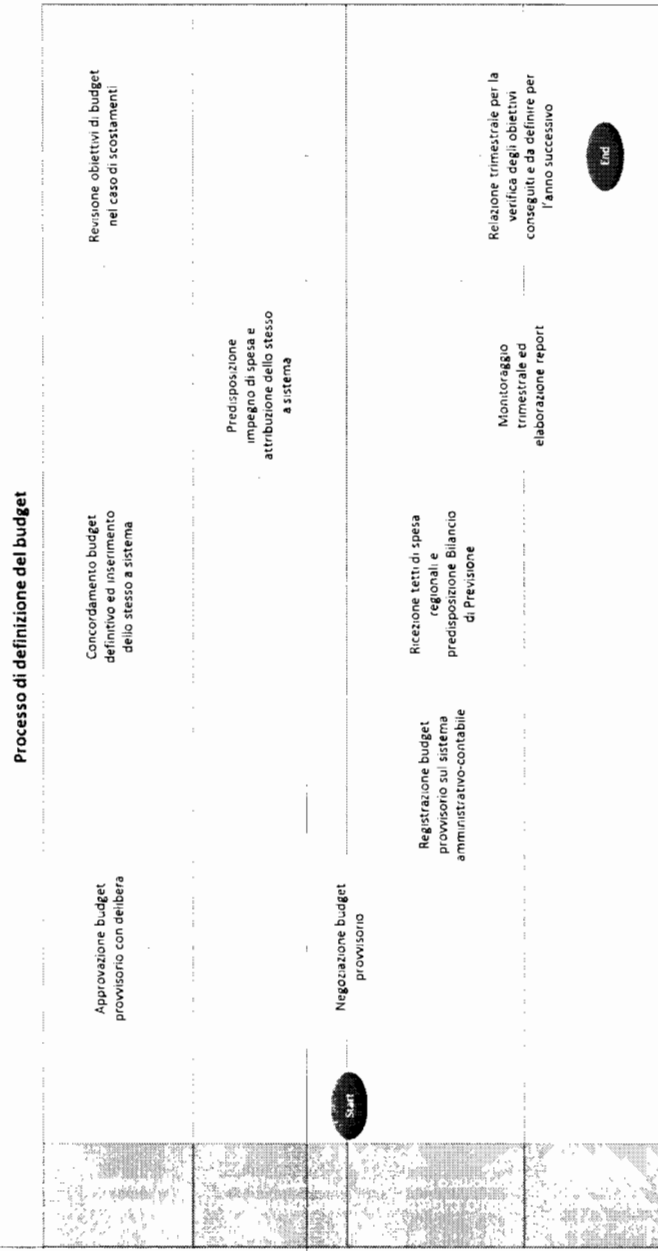 Processo di definizione del budget
Start
Negoziazione budget
provvisorio
Approvazione budget
provvisorio con delibera
Registrazione budget
provvisorio sul sistema
amministrativo-contabile
Ricezione tetti di spesa
regionali e
predisposizione Bilancio
di Previsione
Concordamento budget
definitivo ed inserimento
dello stesso a sistema
Predisposizione
impegno di spesa e
attribuzione dello stesso
a sistema
Monitoraggio
trimestrale ed
elaborazione report
Revisione obiettivi di budget
nel caso di scostamenti
Relazione trimestrale per la
verifica degli obiettivi
conseguiti e da definire per
l'anno successivo
End